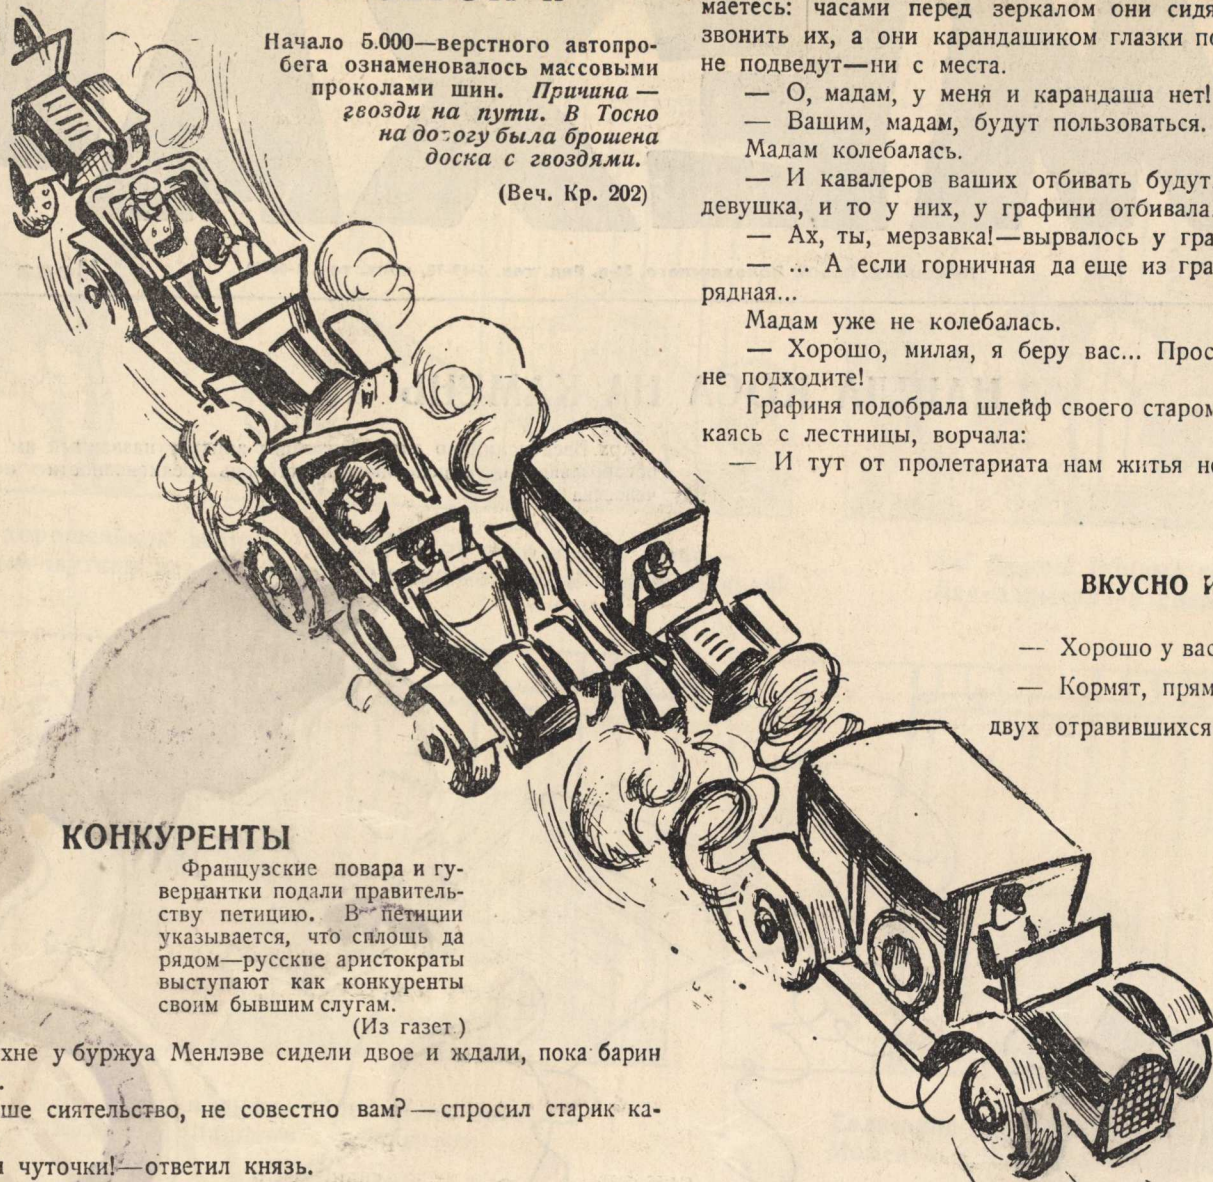 Начало 5.000—верстного автопро-
бега ознаменовалось массовыми
проколами шин. Причина —
гвозди на пути. В Тосно
на дорогу была брошена
доска с гвоздями.
(Веч. Кр. 202)
маетесь: часами перед зеркалом они сидя
звонить их, а они карандашиком глазки по
не подведут—ни с места.
— О, мадам, у меня и карандаша нет!
— Вашим, мадам, будут пользоваться.
Мадам колебалась.
— И кавалеров ваших отбивать будут
девушка, и то у них, у графини отбивала
— Ах, ты, мерзавка!—вырвалось у гра
— ... А если горничная да еще из гра
рядная...
Мадам уже не колебалась.
— Хорошо, милая, я беру вас... Прос
не подходите!
Графиня подобрала шлейф своего старом
каясь с лестницы, ворчала:
— И тут от пролетариата нам житья не
ВКУСНО И
— Хорошо у вас
— Кормят, прям
двух отравившихся
КОНКУРЕНТЫ
Французские повара и гу-
вернантки подали правитель-
ству петицию. В петиции
указывается, что сплошь да
рядом—русские аристократы
выступают как конкуренты
своим бывшим слугам.
(Из газет)
хне у буржуа Менлэве сидели двое и ждали, пока барин
ше сиятельство, не совестно вам?—спросил старик ка-
и чуточки!—ответил князь.